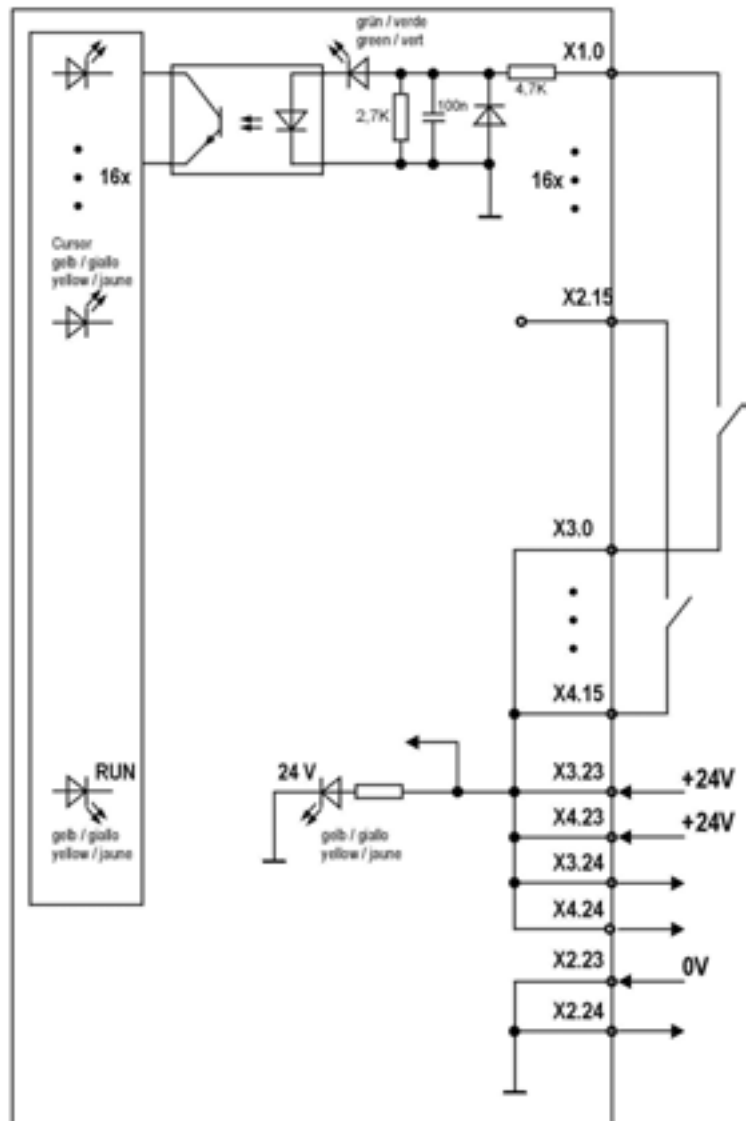 grün / verde
green / vert
X1.0
4,7K
100n
2,7K
16x
16x
Cursor
gelb / giallo
yellow / jaune
X2.15
X3.0
X4.15
RUN
24 V
X3.23
+24V
gelb / giallo
yellow / jaune
gelb / giallo
yellow / jaune
X4.23
+24V
X3.24
X4.24
X2.23
0V
X2.24